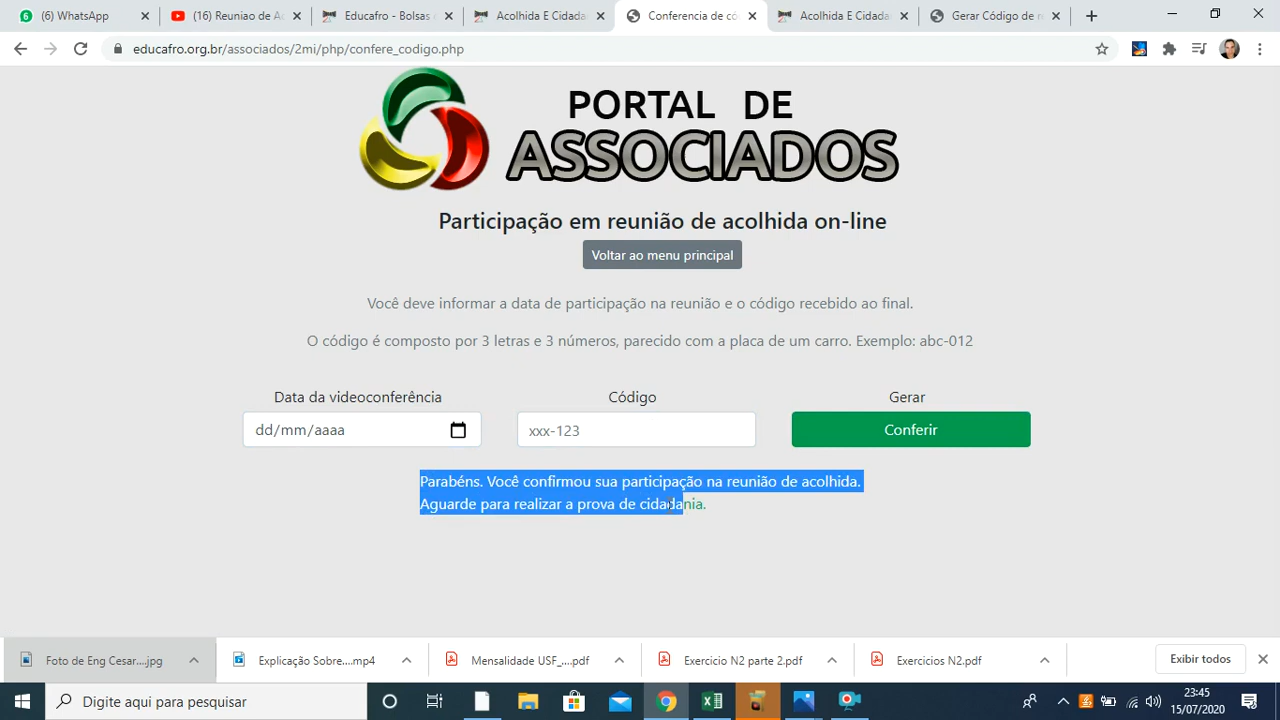 (6) WhatsApp
(16) Reuniao de Ac
Educafro - Bolsas
Acolhida E Cidada
Conferencia de có
Acolhida E Cidada
Gerar Código de re
educafro.org.br/associados/2mi/php/confere_codigo.php
PORTAL DE
ASSOCIADOS
Participação em reunião de acolhida on-line
Voltar ao menu principal
Você deve informar a data de participação na reunião e o código recebido ao final.
O código é composto por 3 letras e 3 números, parecido com a placa de um carro. Exemplo: abc-012
Data da videoconferência
Código
Gerar
dd/mm/aaaa
xxx-123
Conferir
Parabéns. Você confirmou sua participação na reunião de acolhida.
Aguarde para realizar a prova de cidadania.
Foto de Eng Cesar....jpg
Explicação Sobre....mp4
Mensalidade USF_....pdf
Exercicio N2 parte 2.pdf
Exercicios N2.pdf
Exibir todos
Digite aqui para pesquisar
23:45
15/07/2020